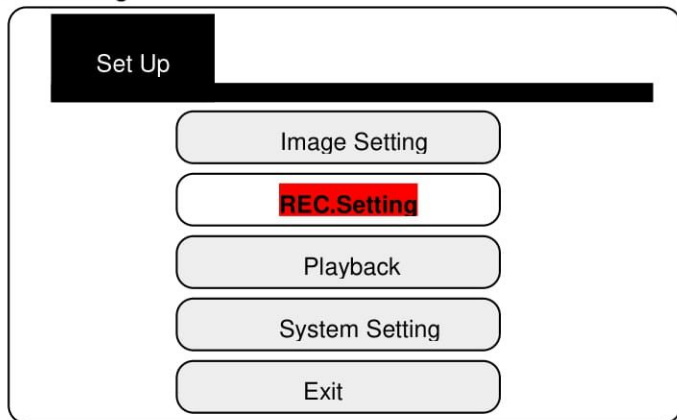 Set Up
Image Setting
REC.Setting
Playback
System Setting
Exit